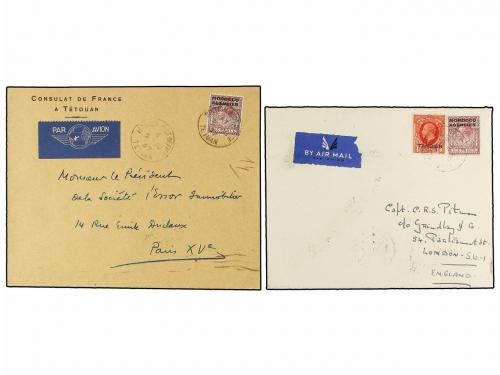 CONSULAT DE FRANCE
A TÉTOUAN
PAR AVION
MOROCCO
AGENCIES
Monsieur le Président
de la Société l'Essor Immobilier
14 Rue Emile Duclaux
Paris XVe
BY AIR MAIL
TANGIER
MOROCCO
AGENCIES
Capt. C.R.S. Pitman
c/o Grindlay & Co.
54. Parliament St.
LONDON - S.W.1
ENGLAND